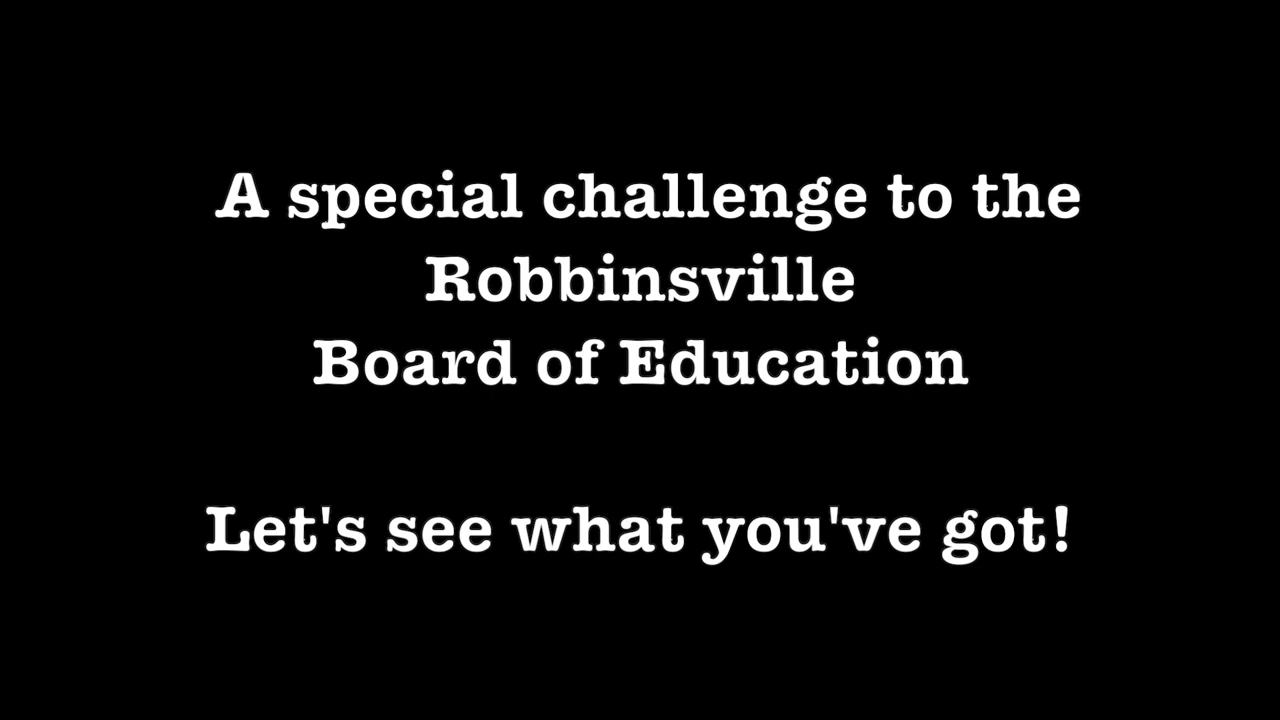 A special challenge to the
Robbinsville
Board of Education
Let's see what you've got!